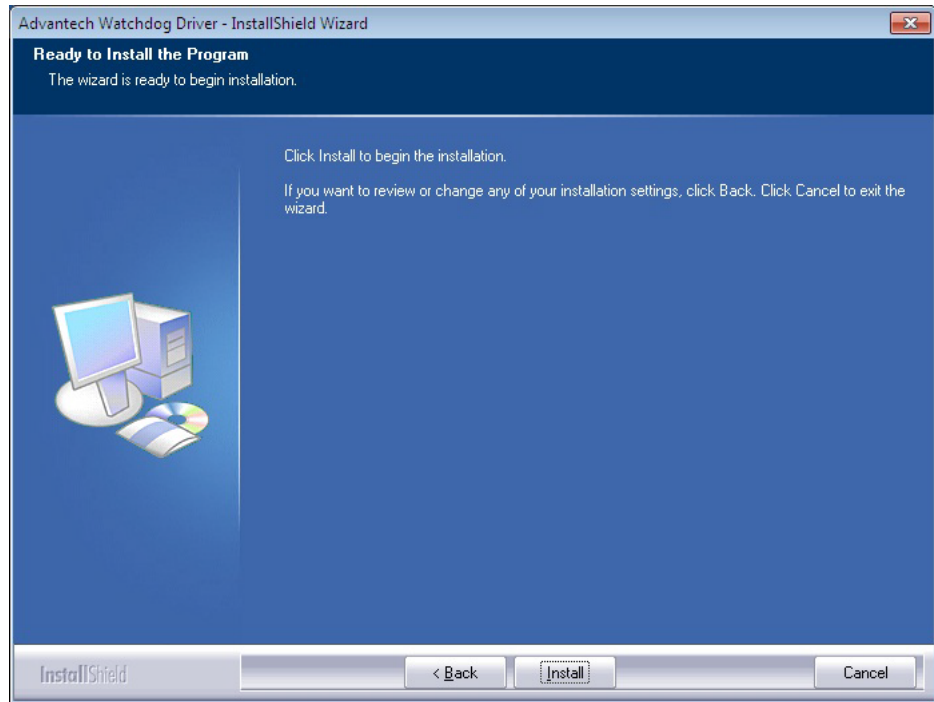 Advantech Watchdog Driver - InstallShield Wizard
Ready to Install the Program
The wizard is ready to begin installation.
Click Install to begin the installation.
If you want to review or change any of your installation settings, click Back. Click Cancel to exit the
wizard.
InstallShield
< Back
Install
Cancel